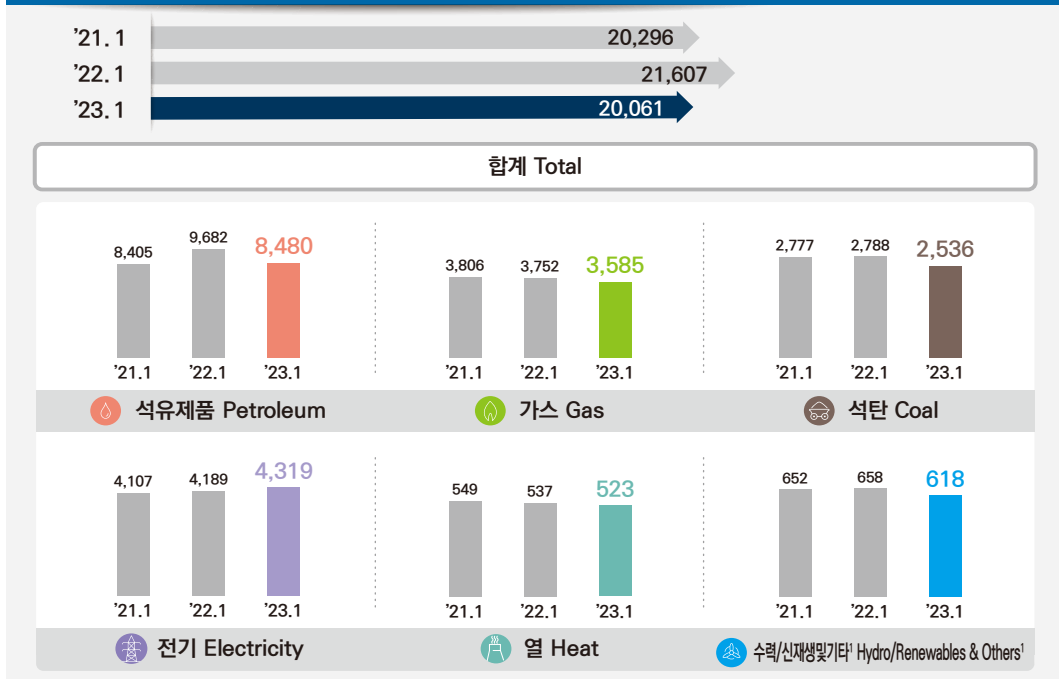 ’21.1 20,296
’22.1 21,607
’23.1 20,061
합계 Total
8,405 9,682 8,480
’21.1 ’22.1 ’23.1
석유제품 Petroleum
3,806 3,752 3,585
’21.1 ’22.1 ’23.1
가스 Gas
2,777 2,788 2,536
’21.1 ’22.1 ’23.1
석탄 Coal
4,107 4,189 4,319
’21.1 ’22.1 ’23.1
전기 Electricity
549 537 523
’21.1 ’22.1 ’23.1
열 Heat
652 658 618
’21.1 ’22.1 ’23.1
수력/신재생및기타¹ Hydro/Renewables & Others¹